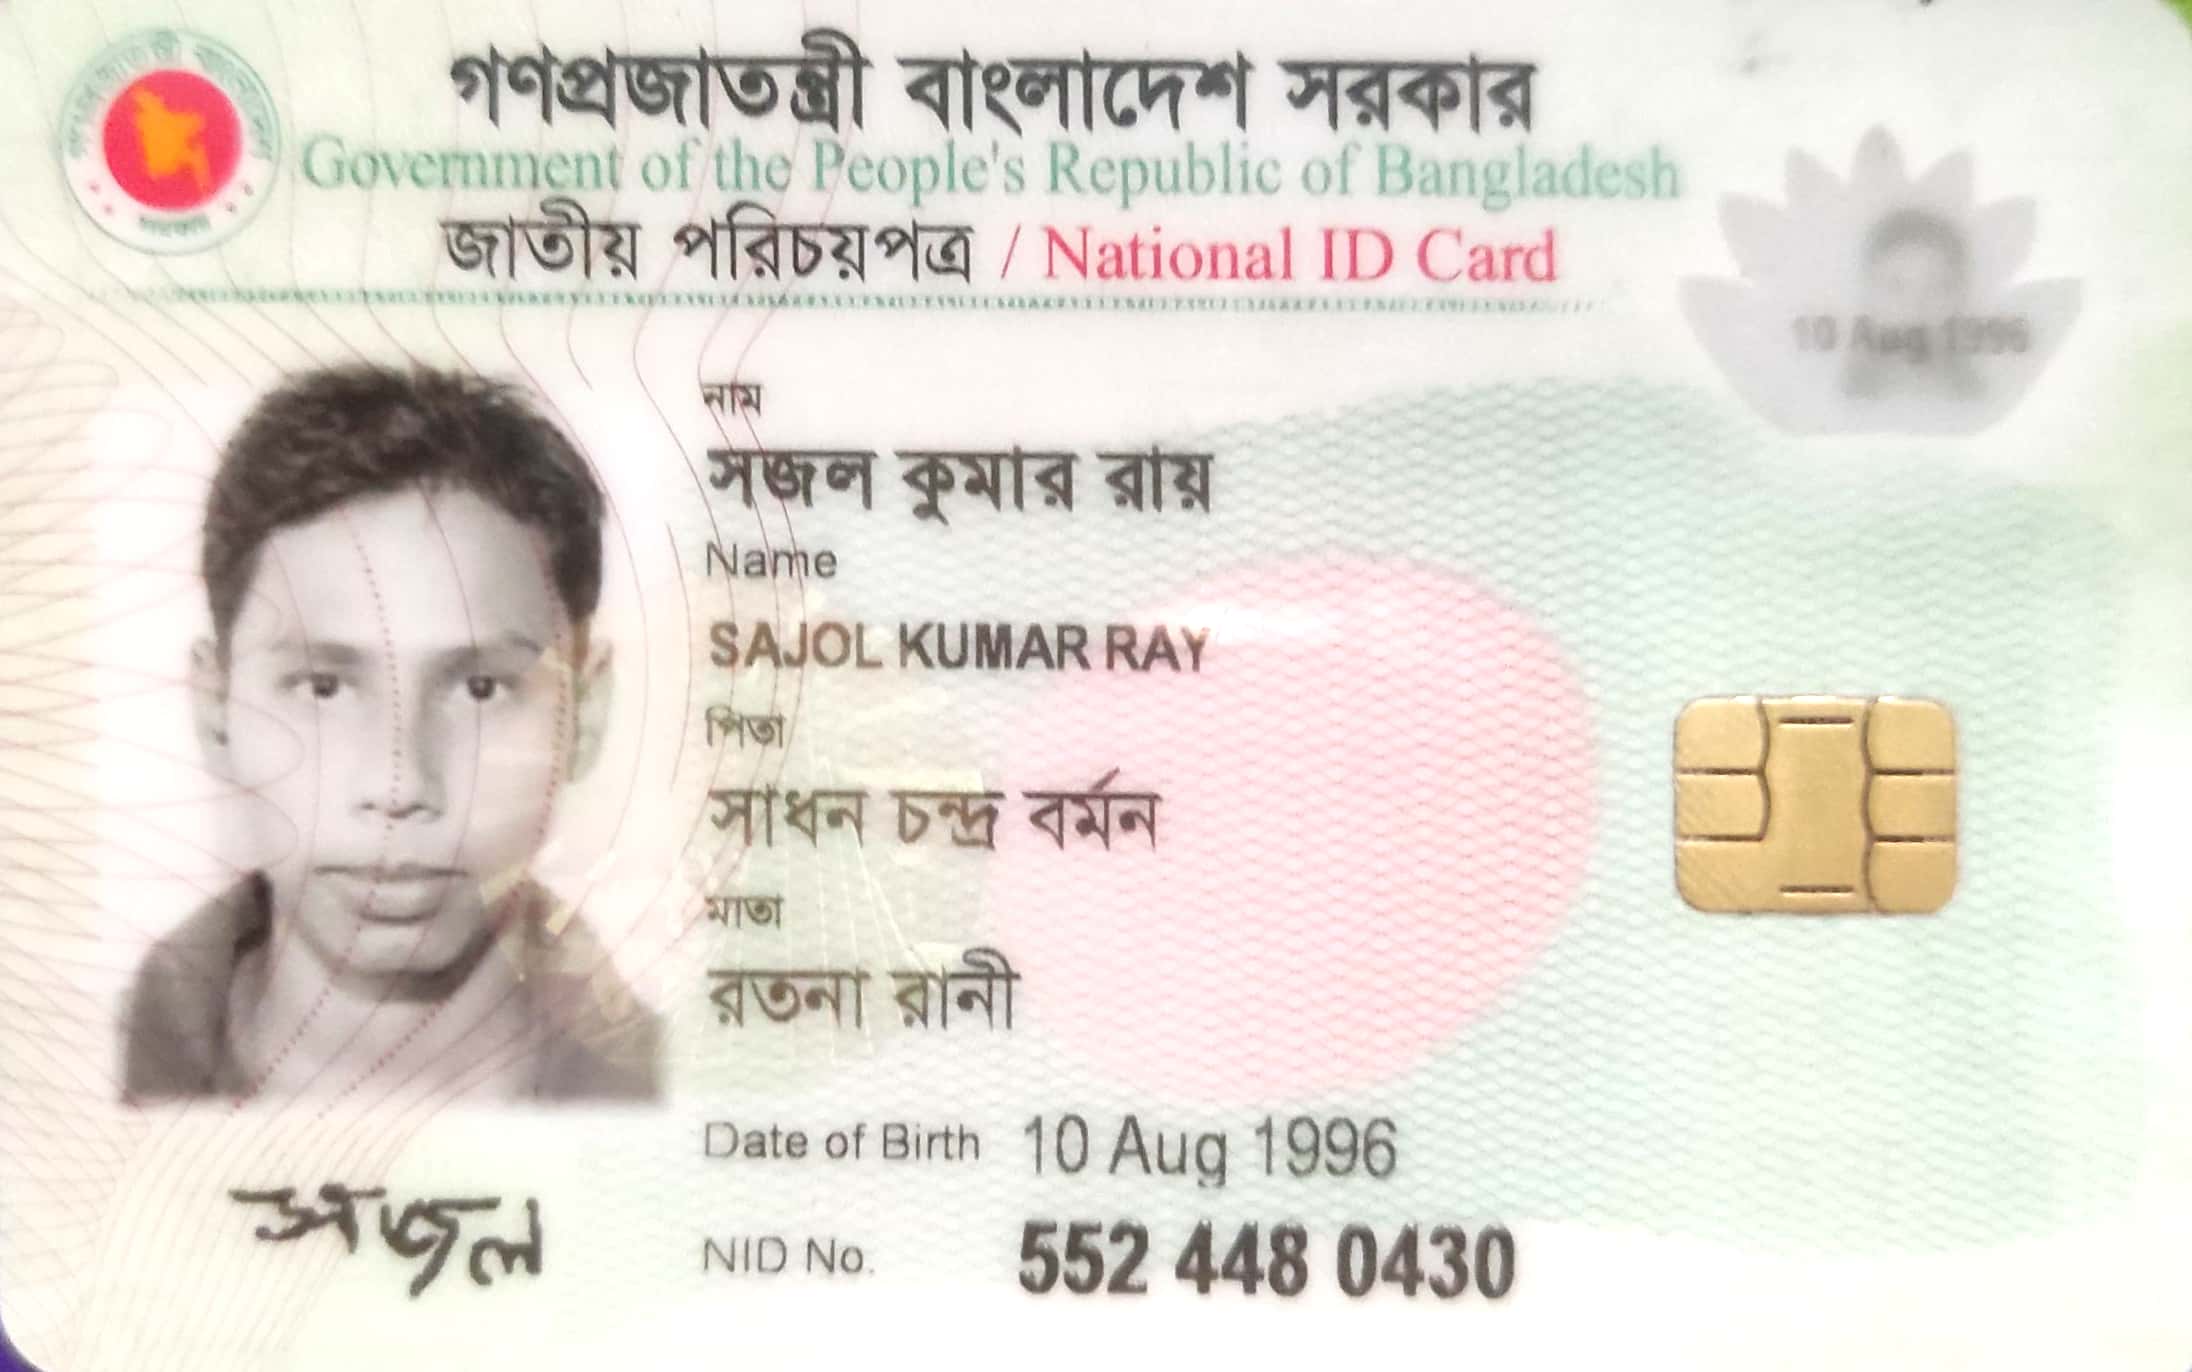 গণপ্রজাতন্ত্রী বাংলাদেশ সরকার
Government of the People's Republic of Bangladesh
জাতীয় পরিচয়পত্র / National ID Card
10 Aug 1996
নাম
সজল কুমার রায়
Name
SAJOL KUMAR RAY
পিতা
সাধন চন্দ্র বর্মন
মাতা
রতনা রানী
Date of Birth 10 Aug 1996
সজল
NID No. 552 448 0430